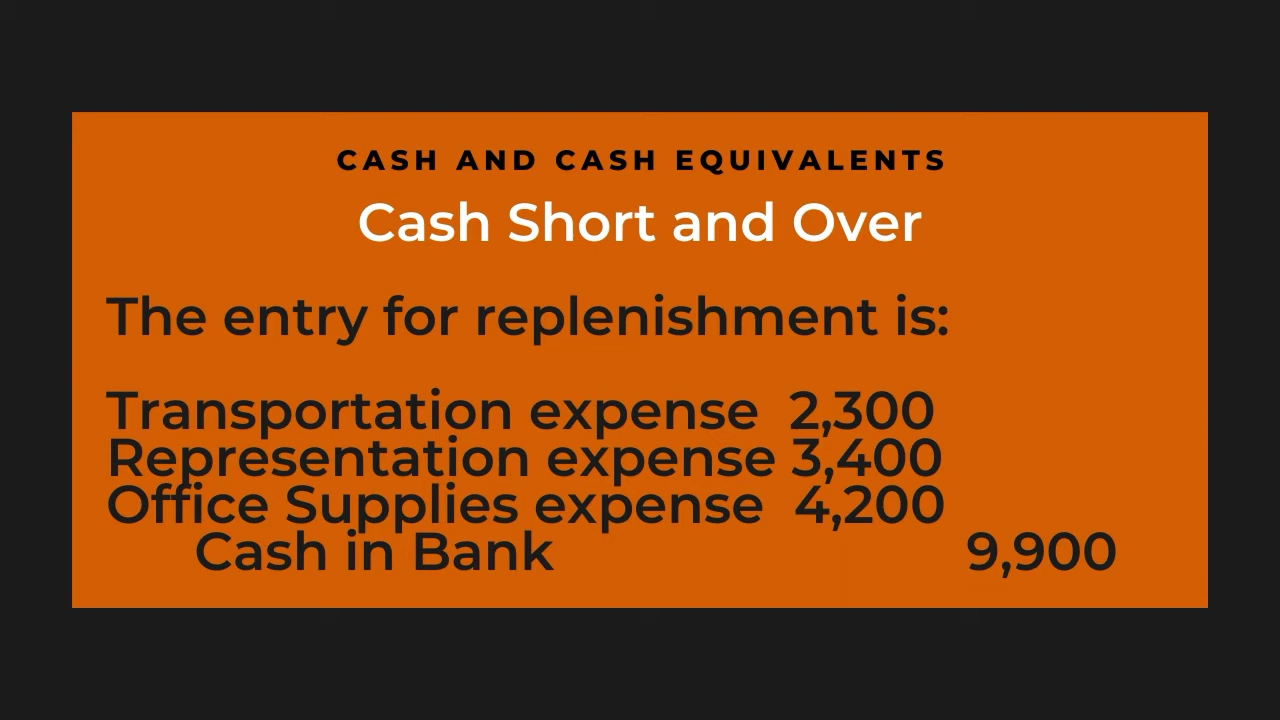 CASH AND CASH EQUIVALENTS
Cash Short and Over
The entry for replenishment is:
Transportation expense 2,300
Representation expense 3,400
Office Supplies expense 4,200
Cash in Bank 9,900